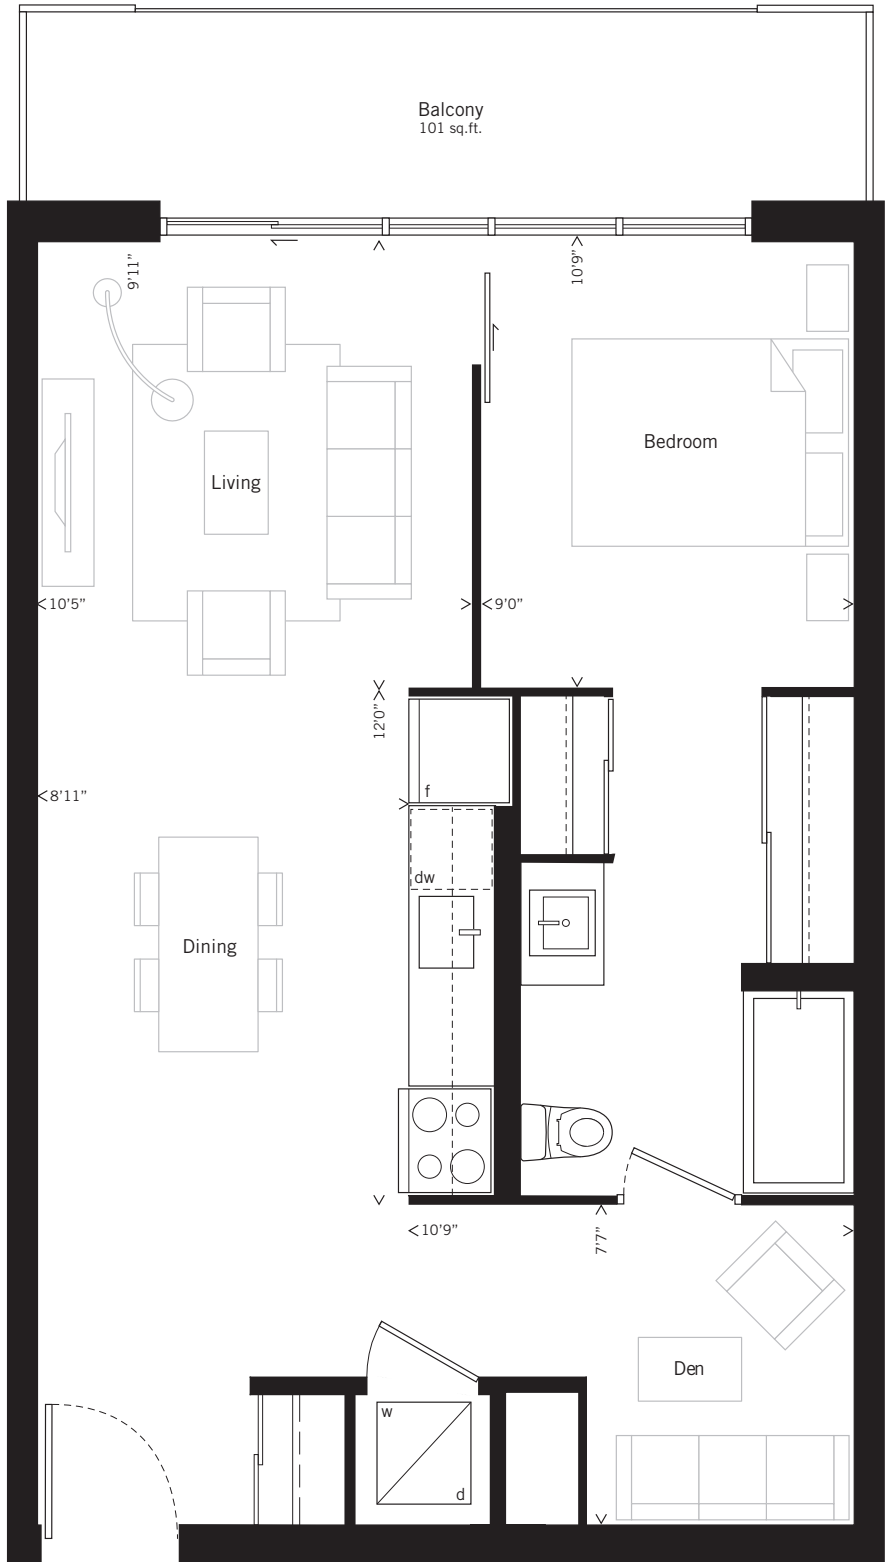 Balcony
101 sq.ft.
9'11"
10'9"
Bedroom
Living
10'5"
9'0"
12'0"
f
8'11"
dw
Dining
10'9"
7'7"
Den
w
d